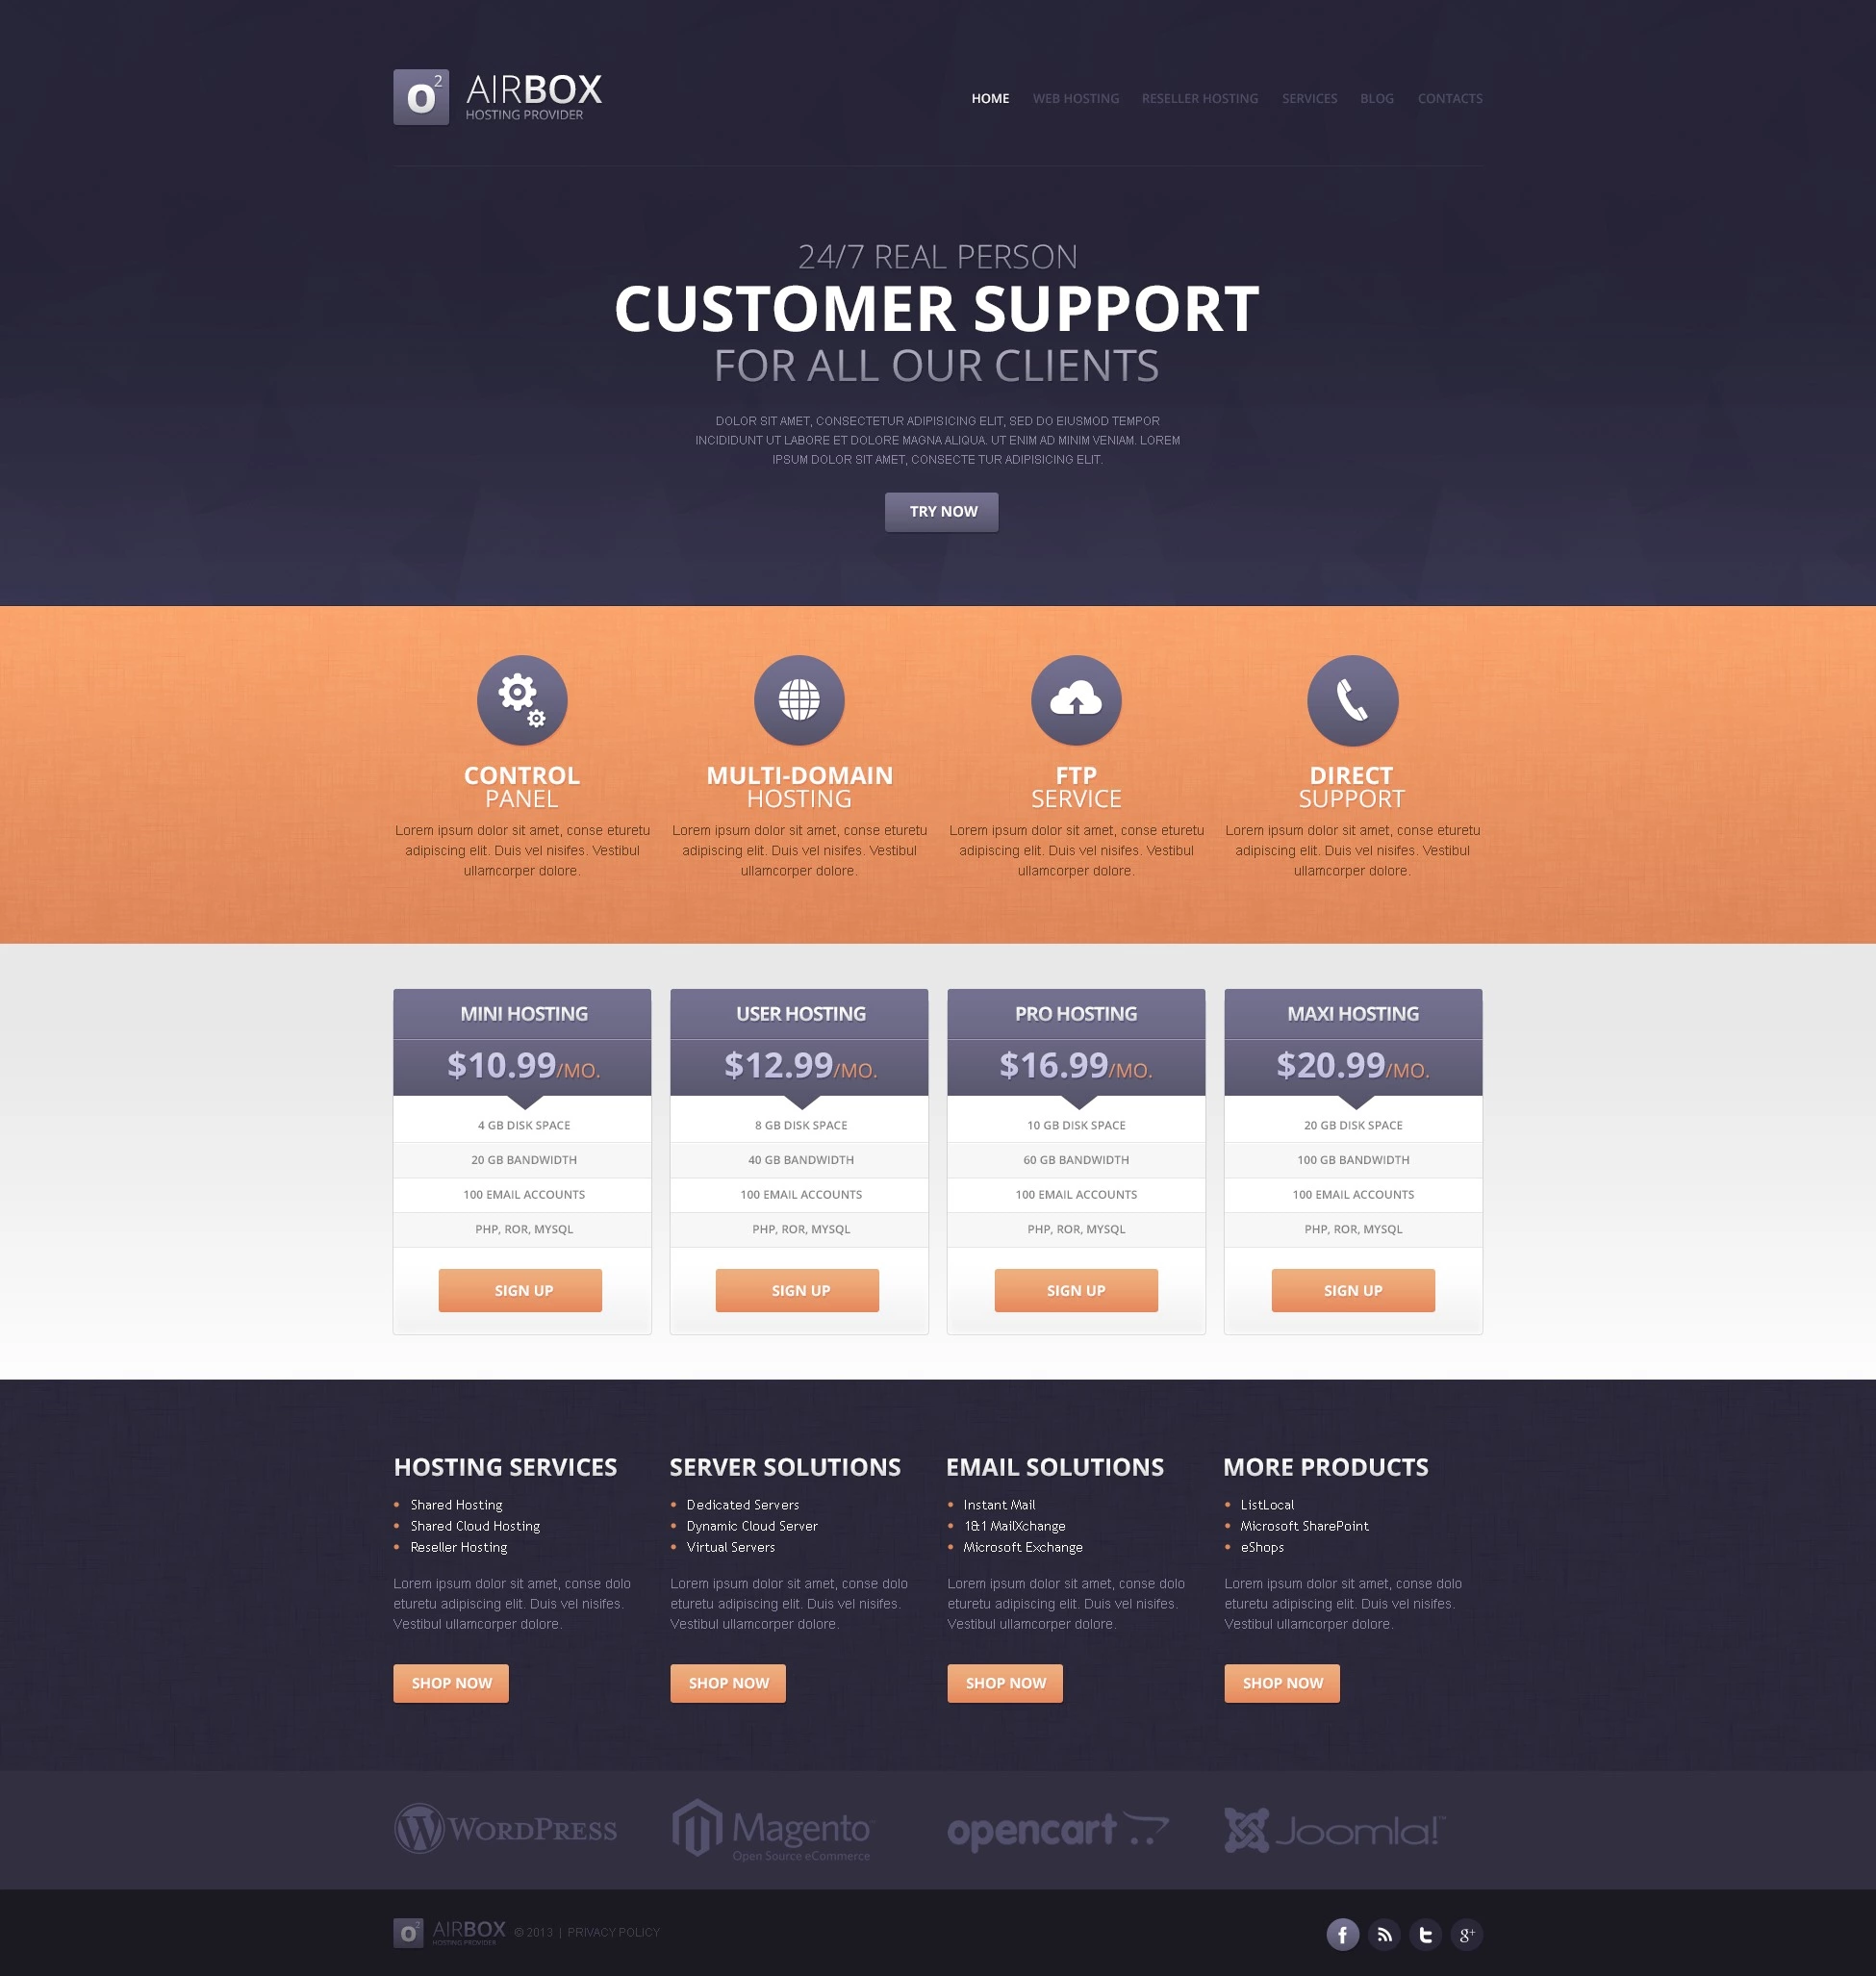 o2 AIRBOX
HOSTING PROVIDER
HOME WEB HOSTING RESELLER HOSTING SERVICES BLOG CONTACTS
24/7 REAL PERSON
CUSTOMER SUPPORT
FOR ALL OUR CLIENTS
DOLOR SIT AMET, CONSECTETUR ADIPISICING ELIT, SED DO EIUSMOD TEMPOR
INCIDIDUNT UT LABORE ET DOLORE MAGNA ALIQUA. UT ENIM AD MINIM VENIAM. LOREM
IPSUM DOLOR SIT AMET, CONSECTE TUR ADIPISICING ELIT.
TRY NOW
CONTROL
PANEL
Lorem ipsum dolor sit amet, conse eturetu
adipiscing elit. Duis vel nisifes. Vestibul
ullamcorper dolore.
MULTI-DOMAIN
HOSTING
Lorem ipsum dolor sit amet, conse eturetu
adipiscing elit. Duis vel nisifes. Vestibul
ullamcorper dolore.
FTP
SERVICE
Lorem ipsum dolor sit amet, conse eturetu
adipiscing elit. Duis vel nisifes. Vestibul
ullamcorper dolore.
DIRECT
SUPPORT
Lorem ipsum dolor sit amet, conse eturetu
adipiscing elit. Duis vel nisifes. Vestibul
ullamcorper dolore.
MINI HOSTING
$10.99/MO.
4 GB DISK SPACE
20 GB BANDWIDTH
100 EMAIL ACCOUNTS
PHP, ROR, MYSQL
SIGN UP
USER HOSTING
$12.99/MO.
8 GB DISK SPACE
40 GB BANDWIDTH
100 EMAIL ACCOUNTS
PHP, ROR, MYSQL
SIGN UP
PRO HOSTING
$16.99/MO.
10 GB DISK SPACE
60 GB BANDWIDTH
100 EMAIL ACCOUNTS
PHP, ROR, MYSQL
SIGN UP
MAXI HOSTING
$20.99/MO.
20 GB DISK SPACE
100 GB BANDWIDTH
100 EMAIL ACCOUNTS
PHP, ROR, MYSQL
SIGN UP
HOSTING SERVICES
Shared Hosting
Shared Cloud Hosting
Reseller Hosting
Lorem ipsum dolor sit amet, conse dolo
eturetu adipiscing elit. Duis vel nisifes.
Vestibul ullamcorper dolore.
SHOP NOW
SERVER SOLUTIONS
Dedicated Servers
Dynamic Cloud Server
Virtual Servers
Lorem ipsum dolor sit amet, conse dolo
eturetu adipiscing elit. Duis vel nisifes.
Vestibul ullamcorper dolore.
SHOP NOW
EMAIL SOLUTIONS
Instant Mail
1&1 MailXchange
Microsoft Exchange
Lorem ipsum dolor sit amet, conse dolo
eturetu adipiscing elit. Duis vel nisifes.
Vestibul ullamcorper dolore.
SHOP NOW
MORE PRODUCTS
ListLocal
Microsoft SharePoint
eShops
Lorem ipsum dolor sit amet, conse dolo
eturetu adipiscing elit. Duis vel nisifes.
Vestibul ullamcorper dolore.
SHOP NOW
WORDPRESS
Magento
Open Source eCommerce
opencart
Joomla!™
o2 AIRBOX © 2013 | PRIVACY POLICY
HOSTING PROVIDER
f t g+